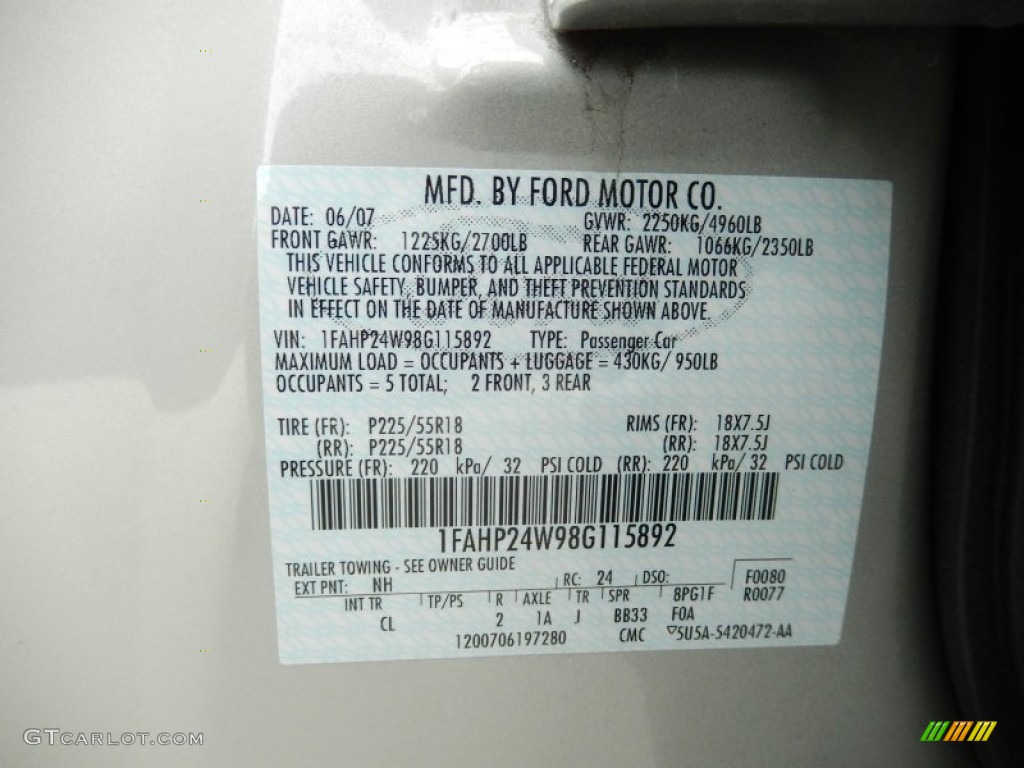 MFD. BY FORD MOTOR CO.
DATE: 06/07 GVWR: 2250KG/4960LB
FRONT GAWR: 1225KG/2700LB REAR GAWR: 1066KG/2350LB
THIS VEHICLE CONFORMS TO ALL APPLICABLE FEDERAL MOTOR
VEHICLE SAFETY, BUMPER, AND THEFT PREVENTION STANDARDS
IN EFFECT ON THE DATE OF MANUFACTURE SHOWN ABOVE.
VIN: 1FAHP24W98G115892 TYPE: Passenger Car
MAXIMUM LOAD = OCCUPANTS + LUGGAGE = 430KG/ 950LB
OCCUPANTS = 5 TOTAL; 2 FRONT, 3 REAR
TIRE (FR): P225/55R18 RIMS (FR): 18X7.5J
(RR): P225/55R18 (RR): 18X7.5J
PRESSURE (FR): 220 kPa/ 32 PSI COLD (RR): 220 kPa/ 32 PSI COLD
1FAHP24W98G115892
TRAILER TOWING - SEE OWNER GUIDE
EXT PNT: NH RC: 24 DSO: F0080
INT TR TP/PS R AXLE TR SPR 8PG1F R0077
CL 2 1A J BB33 F0A
1200706197280 CMC ▽5U5A-5420472-AA
GTCARLOT.COM